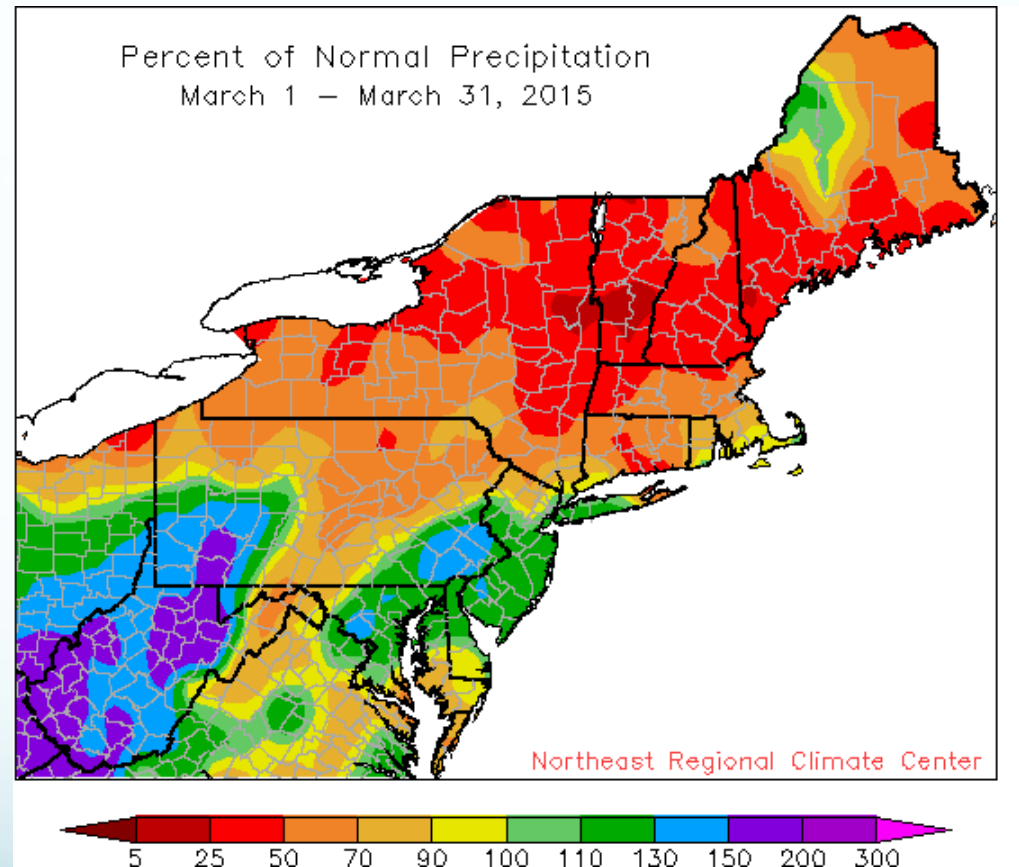 Percent of Normal Precipitation
March 1 – March 31, 2015
Northeast Regional Climate Center
5 25 50 70 90 100 110 130 150 200 300